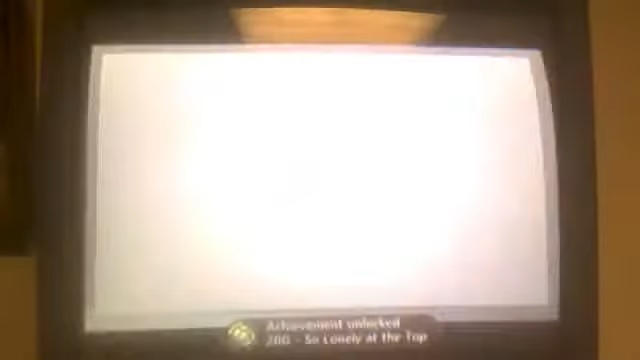 Achievement unlocked
20G - So Lonely at the Top